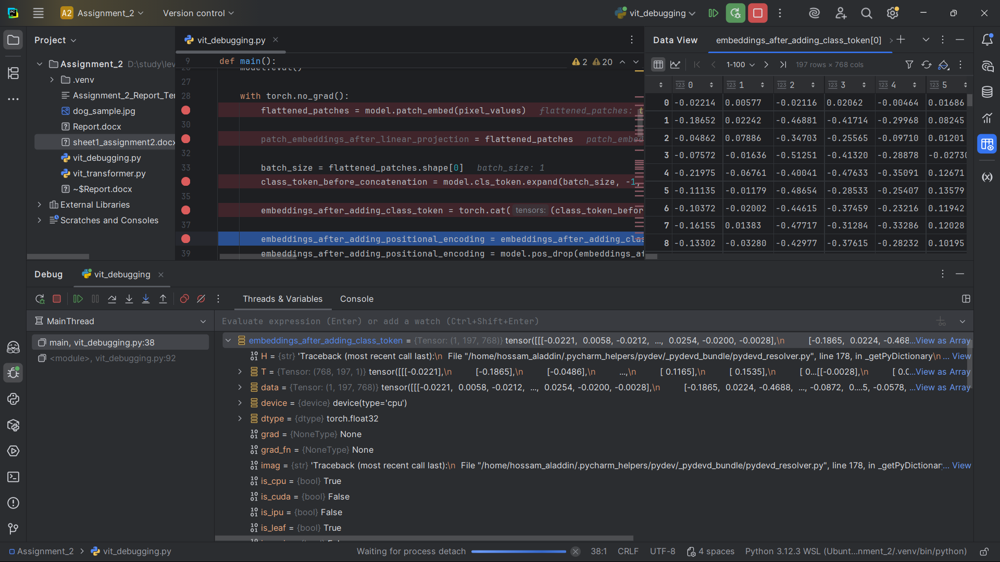 A2 Assignment_2 Version control vit_debugging
Project
Assignment_2 D:\study\lev
.venv
Assignment_2_Report_Te
dog_sample.jpg
Report.docx
sheet1_assignment2.docx
vit_debugging.py
vit_transformer.py
~$Report.docx
External Libraries
Scratches and Consoles
vit_debugging.py
9 def main():
2 20
model.eval()
27
28 with torch.no_grad():
flattened_patches = model.patch_embed(pixel_values) flattened_patches: t
30
patch_embeddings_after_linear_projection = flattened_patches patch_embed
32
33 batch_size = flattened_patches.shape[0] batch_size: 1
class_token_before_concatenation = model.cls_token.expand(batch_size, -1,
35
embeddings_after_adding_class_token = torch.cat( tensors: (class_token_befor
37
embeddings_after_adding_positional_encoding = embeddings_after_adding_clas
39 embeddings_after_adding_positional_encoding = model.pos_drop(embeddings_af
Data View embeddings_after_adding_class_token[0]
1-100 197 rows × 768 cols
123 0 123 1 123 2 123 3 123 4 123 5
0 -0.02214 0.00577 -0.02116 0.02062 -0.00464 0.01686
1 -0.18652 0.02242 -0.46881 -0.41714 -0.29968 0.08245
2 -0.04862 0.07886 -0.34703 -0.25565 -0.09710 0.01201
3 -0.07572 -0.01636 -0.51251 -0.41320 -0.28878 -0.02730
4 -0.21975 -0.06761 -0.40041 -0.47633 -0.35091 0.12671
5 -0.11135 -0.01179 -0.48654 -0.28533 -0.25407 0.13579
6 -0.10372 -0.02002 -0.44615 -0.37459 -0.23216 0.11942
7 -0.16155 0.01383 -0.47717 -0.31284 -0.33286 0.12028
8 -0.13302 -0.03280 -0.42977 -0.37615 -0.28232 0.10195
Debug vit_debugging
Threads & Variables Console
MainThread
main, vit_debugging.py:38
<module>, vit_debugging.py:92
Evaluate expression (Enter) or add a watch (Ctrl+Shift+Enter)
embeddings_after_adding_class_token = {Tensor: (1, 197, 768)} tensor([[[-0.0221, 0.0058, -0.0212, ..., 0.0254, -0.0200, -0.0028],\n [-0.1865, 0.0224, -0.468...View as Array
H = {str} 'Traceback (most recent call last):\n File "/home/hossam_aladdin/.pycharm_helpers/pydev/_pydevd_bundle/pydevd_resolver.py", line 178, in _getPyDictionary\n ... View
T = {Tensor: (768, 197, 1)} tensor([[[-0.0221],\n [-0.1865],\n [-0.0486],\n ...,\n [ 0.1165],\n [ 0.1535],\n [ 0...[[-0.0028],\n [ 0.0...View as Array
data = {Tensor: (1, 197, 768)} tensor([[[-0.0221, 0.0058, -0.0212, ..., 0.0254, -0.0200, -0.0028],\n [-0.1865, 0.0224, -0.4688, ..., -0.0872, 0....5, -0.0578, ...View as Array
device = {device} device(type='cpu')
dtype = {dtype} torch.float32
grad = {NoneType} None
grad_fn = {NoneType} None
imag = {str} 'Traceback (most recent call last):\n File "/home/hossam_aladdin/.pycharm_helpers/pydev/_pydevd_bundle/pydevd_resolver.py", line 178, in _getPyDictionary... View
is_cpu = {bool} True
is_cuda = {bool} False
is_ipu = {bool} False
is_leaf = {bool} True
Assignment_2 > vit_debugging.py
Waiting for process detach 38:1 CRLF UTF-8 4 spaces Python 3.12.3 WSL (Ubunt...nment_2/.venv/bin/python)